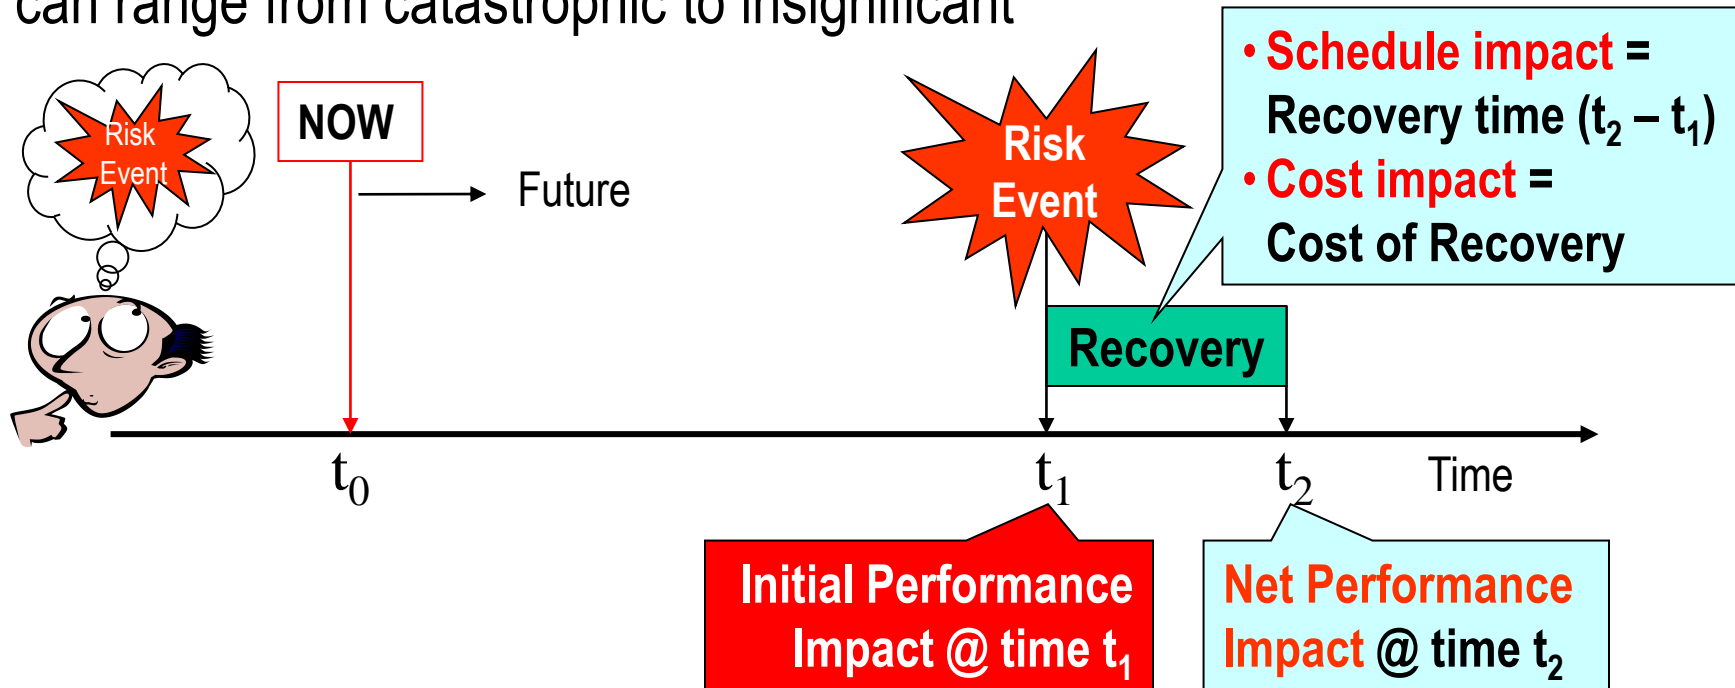 can range from catastrophic to insignificant
Risk
Event
NOW
Future
Risk
Event
• Schedule impact =
Recovery time (t₂ – t₁)
• Cost impact =
Cost of Recovery
Recovery
t₀
t₁
t₂
Time
Initial Performance
Impact @ time t₁
Net Performance
Impact @ time t₂